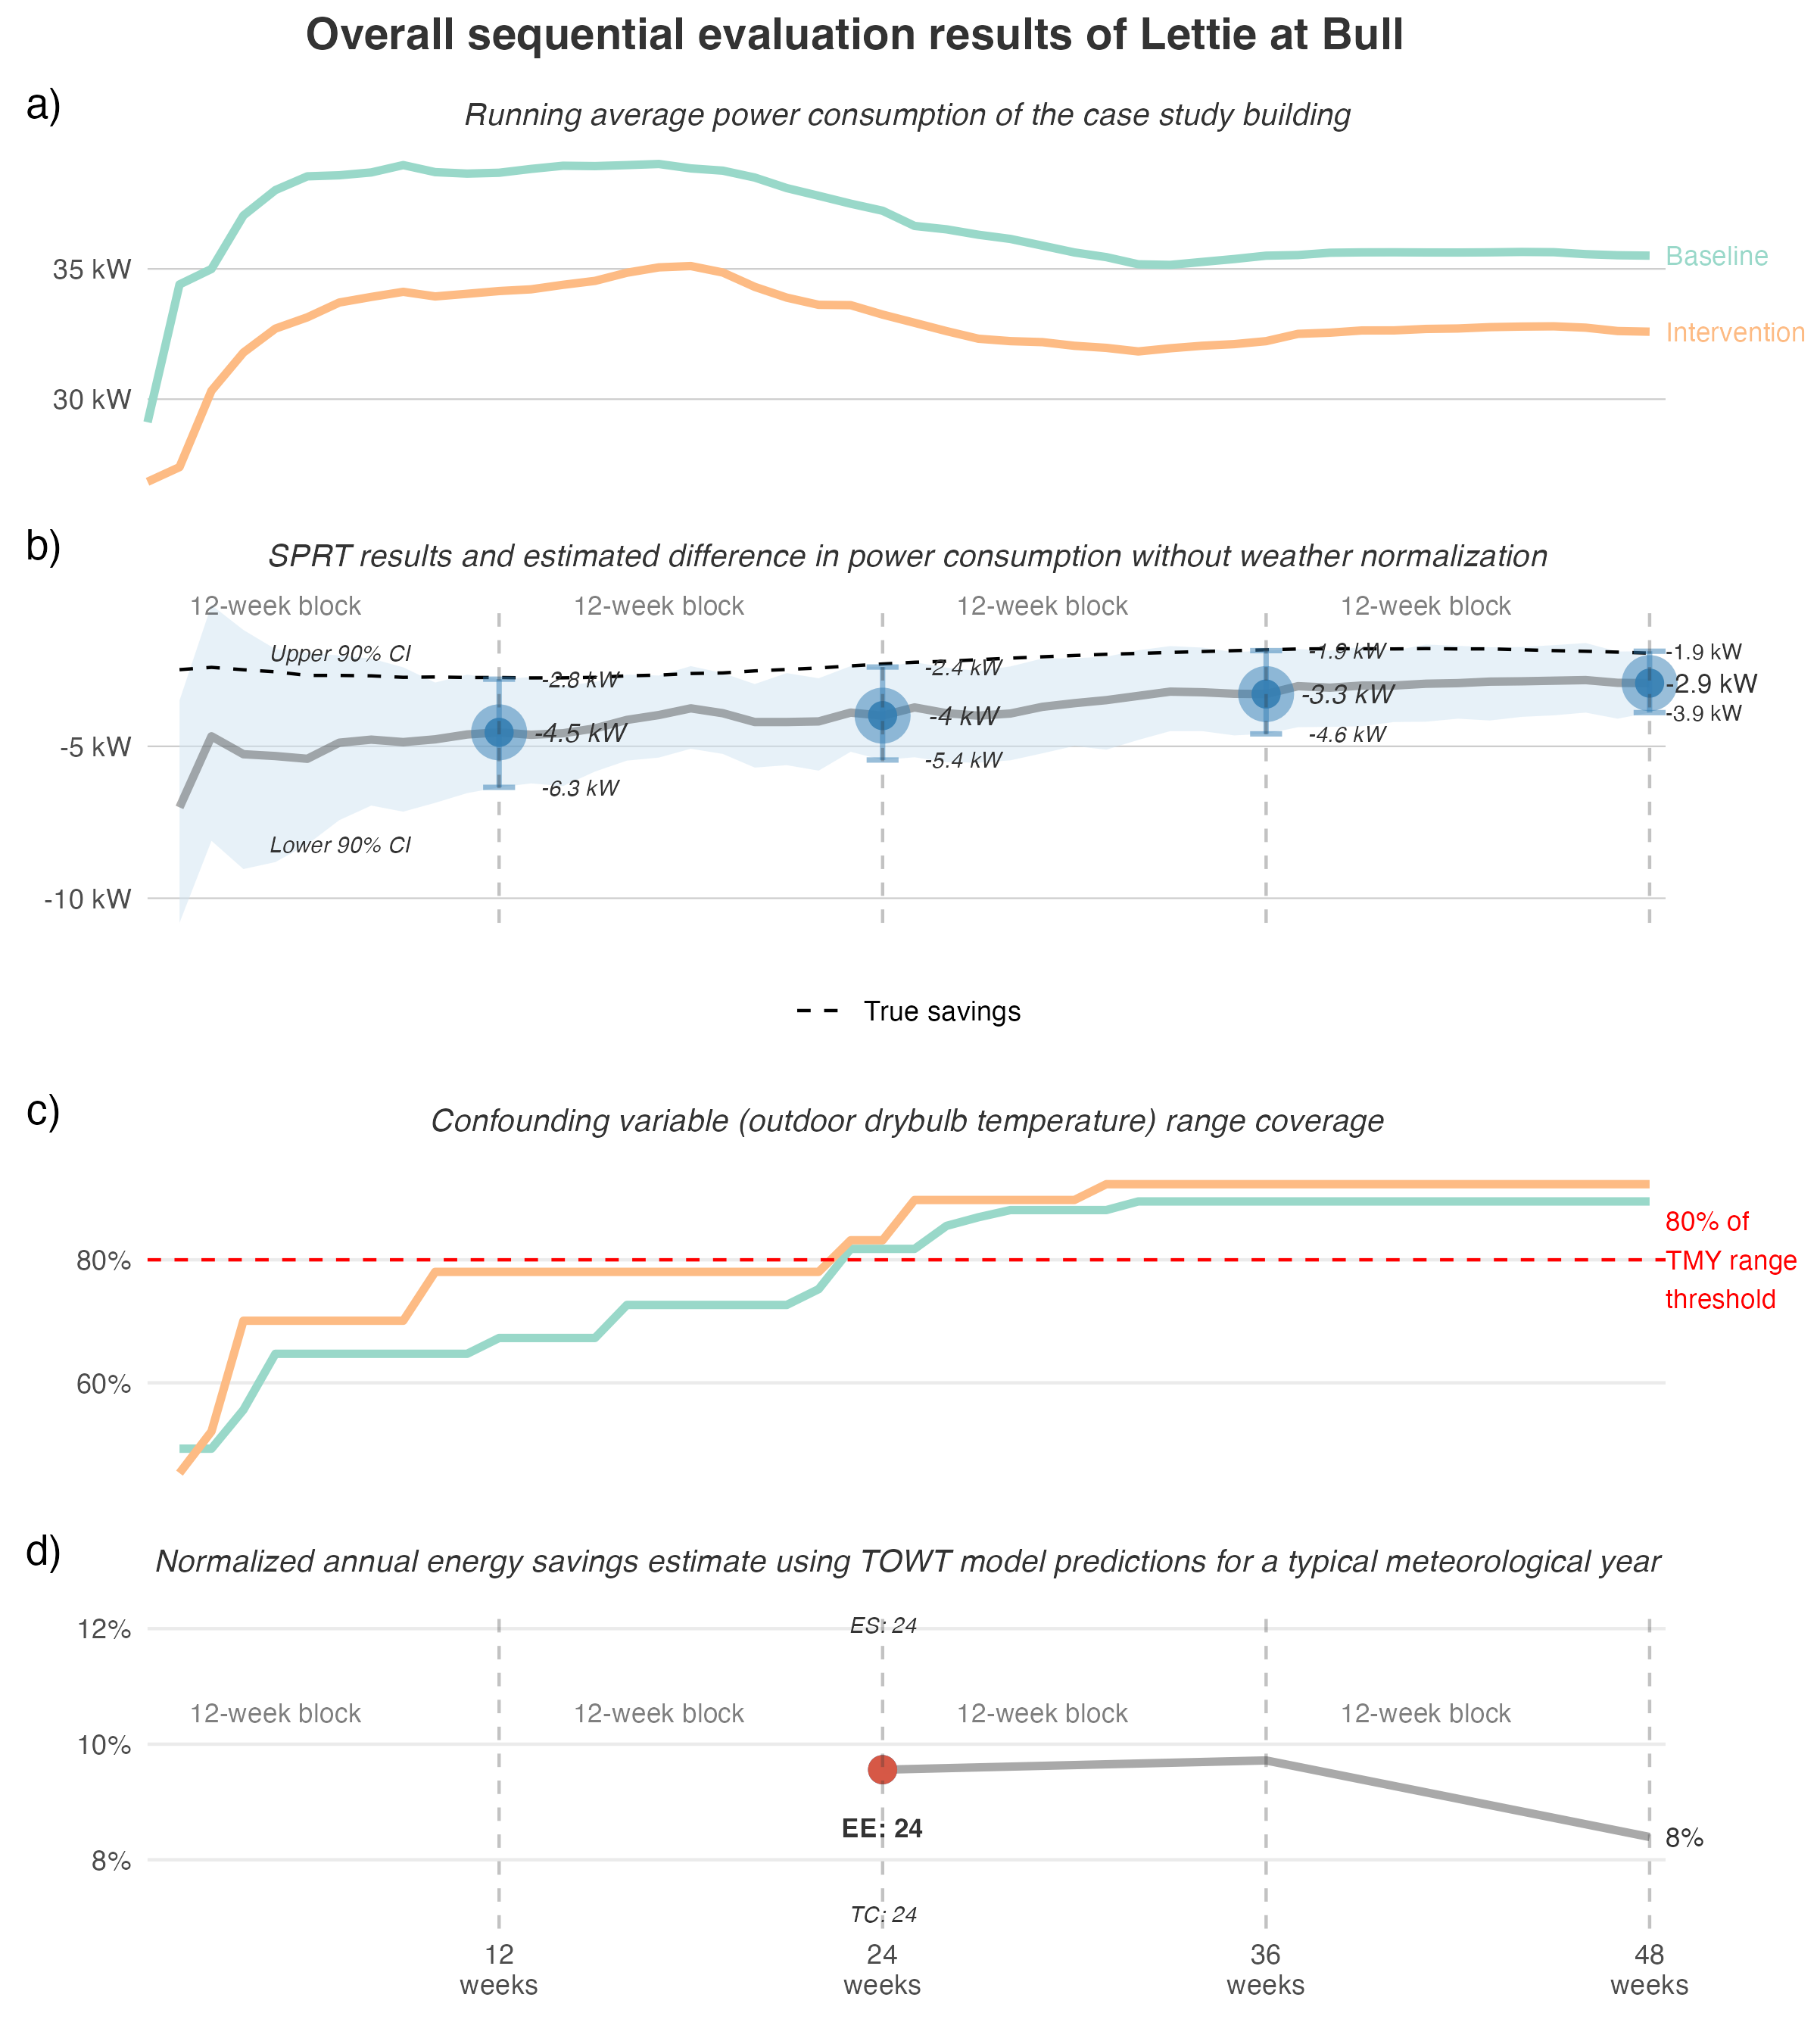 Overall sequential evaluation results of Lettie at Bull
a)
Running average power consumption of the case study building
35 kW
30 kW
Baseline
Intervention
b)
SPRT results and estimated difference in power consumption without weather normalization
12-week block
12-week block
12-week block
12-week block
Upper 90% CI
Lower 90% CI
-5 kW
-10 kW
-2.8 kW
-4.5 kW
-6.3 kW
-2.4 kW
-4 kW
-5.4 kW
-1.9 kW
-3.3 kW
-4.6 kW
-1.9 kW
-2.9 kW
-3.9 kW
True savings
c)
Confounding variable (outdoor drybulb temperature) range coverage
80%
60%
80% of
TMY range
threshold
d)
Normalized annual energy savings estimate using TOWT model predictions for a typical meteorological year
12%
10%
8%
ES: 24
12-week block
12-week block
12-week block
12-week block
EE: 24
8%
TC: 24
12
weeks
24
weeks
36
weeks
48
weeks